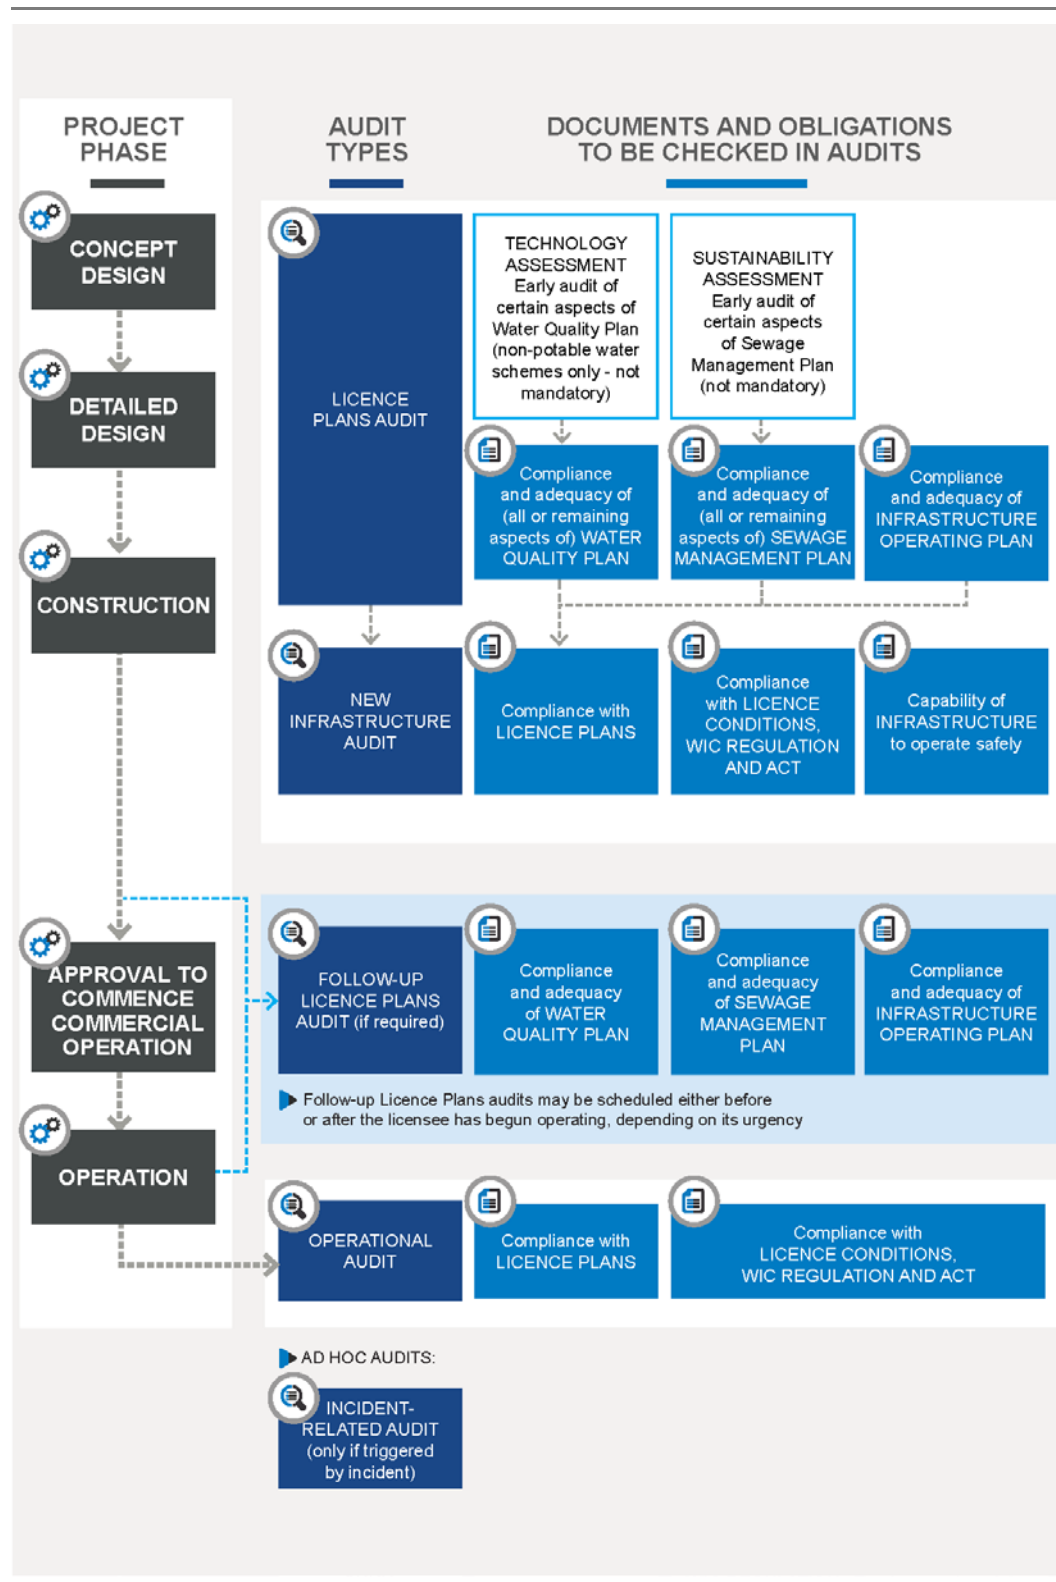 PROJECT
PHASE
AUDIT
TYPES
DOCUMENTS AND OBLIGATIONS
TO BE CHECKED IN AUDITS
CONCEPT
DESIGN
DETAILED
DESIGN
CONSTRUCTION
APPROVAL TO
COMMENCE
COMMERCIAL
OPERATION
OPERATION
LICENCE
PLANS AUDIT
TECHNOLOGY
ASSESSMENT
Early audit of
certain aspects of
Water Quality Plan
(non-potable water
schemes only - not
mandatory)
SUSTAINABILITY
ASSESSMENT
Early audit of
certain aspects
of Sewage
Management Plan
(not mandatory)
Compliance
and adequacy of
(all or remaining
aspects of) WATER
QUALITY PLAN
Compliance
and adequacy of
(all or remaining
aspects of) SEWAGE
MANAGEMENT PLAN
Compliance
and adequacy of
INFRASTRUCTURE
OPERATING PLAN
NEW
INFRASTRUCTURE
AUDIT
Compliance with
LICENCE PLANS
Compliance
with LICENCE
CONDITIONS,
WIC REGULATION
AND ACT
Capability of
INFRASTRUCTURE
to operate safely
FOLLOW-UP
LICENCE PLANS
AUDIT (if required)
Compliance
and adequacy
of WATER
QUALITY PLAN
Compliance
and adequacy
of SEWAGE
MANAGEMENT
PLAN
Compliance
and adequacy of
INFRASTRUCTURE
OPERATING PLAN
Follow-up Licence Plans audits may be scheduled either before
or after the licensee has begun operating, depending on its urgency
OPERATIONAL
AUDIT
Compliance with
LICENCE PLANS
Compliance with
LICENCE CONDITIONS,
WIC REGULATION AND ACT
AD HOC AUDITS:
INCIDENT-
RELATED AUDIT
(only if triggered
by incident)